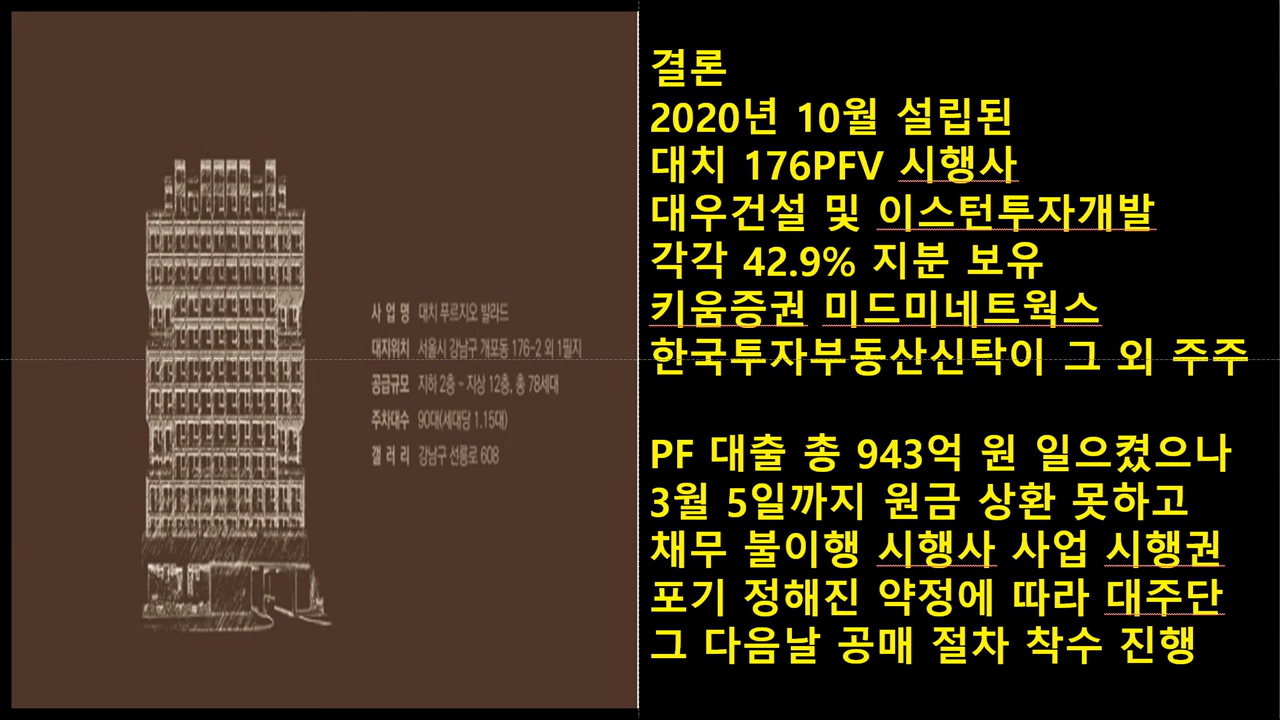 사 업 명 대치 푸르지오 발라드
대지위치 서울시 강남구 개포동 176-2 외 1필지
공급규모 지하 2층 ~ 지상 12층, 총 78세대
주차대수 90대(세대당 1.15대)
갤 러 리 강남구 선릉로 608
결론
2020년 10월 설립된
대치 176PFV 시행사
대우건설 및 이스턴투자개발
각각 42.9% 지분 보유
키움증권 미드미네트웍스
한국투자부동산신탁이 그 외 주주
PF 대출 총 943억 원 일으켰으나
3월 5일까지 원금 상환 못하고
채무 불이행 시행사 사업 시행권
포기 정해진 약정에 따라 대주단
그 다음날 공매 절차 착수 진행